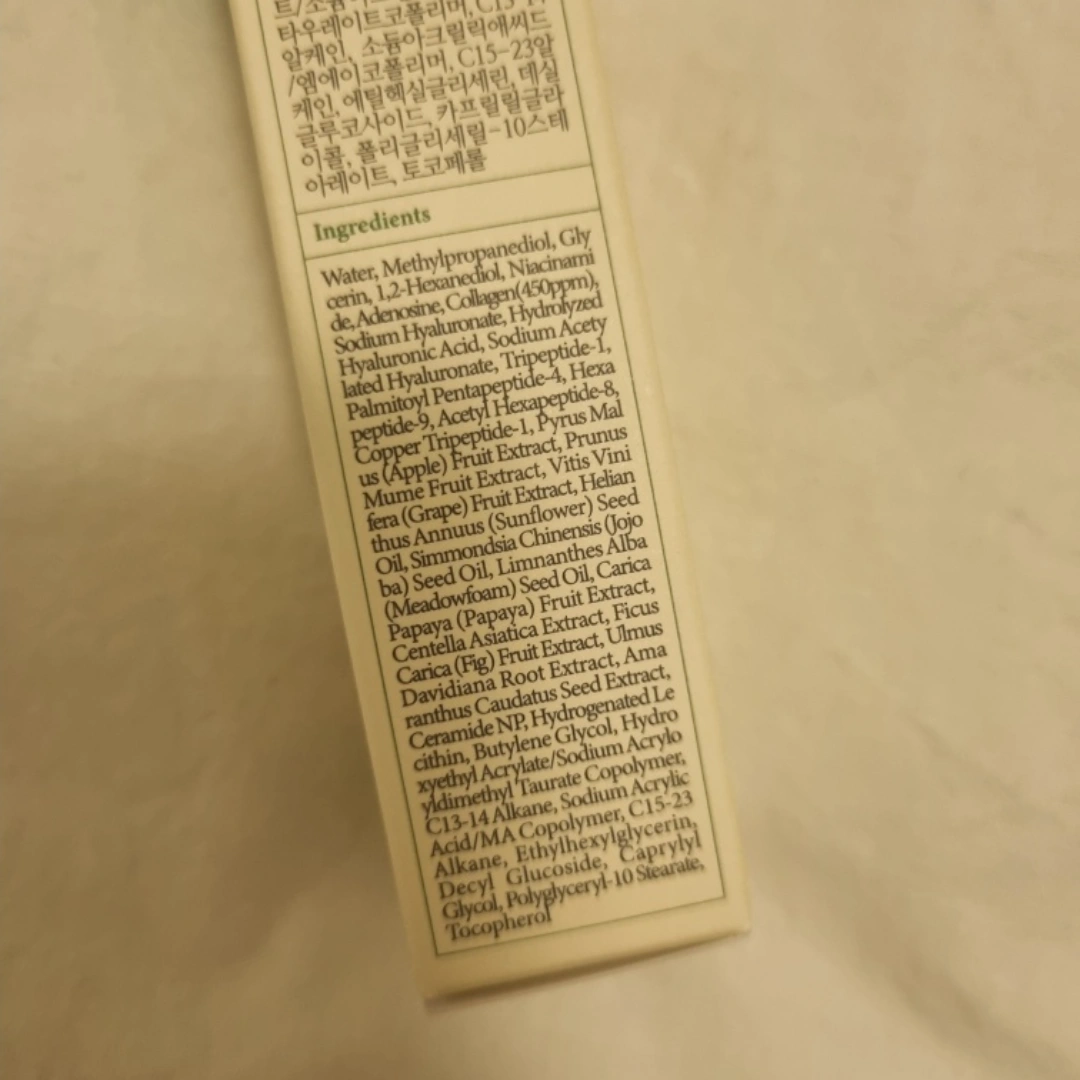 타우레이트코폴리머, C13-14
알케인, 소듐아크릴릭애씨드
/엠에이코폴리머, C15-23알
케인, 에틸헥실글리세린, 데실
글루코사이드, 카프릴릴글라
이콜, 폴리글리세릴-10스테
아레이트, 토코페롤
Ingredients
Water, Methylpropanediol, Gly
cerin, 1,2-Hexanediol, Niacinami
de, Adenosine, Collagen(450ppm),
Sodium Hyaluronate, Hydrolyzed
Hyaluronic Acid, Sodium Acety
lated Hyaluronate, Tripeptide-1,
Palmitoyl Pentapeptide-4, Hexa
peptide-9, Acetyl Hexapeptide-8,
Copper Tripeptide-1, Pyrus Mal
us (Apple) Fruit Extract, Prunus
Mume Fruit Extract, Vitis Vini
fera (Grape) Fruit Extract, Helian
thus Annuus (Sunflower) Seed
Oil, Simmondsia Chinensis (Jojo
ba) Seed Oil, Limnanthes Alba
(Meadowfoam) Seed Oil, Carica
Papaya (Papaya) Fruit Extract,
Centella Asiatica Extract, Ficus
Carica (Fig) Fruit Extract, Ulmus
Davidiana Root Extract, Ama
ranthus Caudatus Seed Extract,
Ceramide NP, Hydrogenated Le
cithin, Butylene Glycol, Hydro
xyethyl Acrylate/Sodium Acrylo
yldimethyl Taurate Copolymer,
C13-14 Alkane, Sodium Acrylic
Acid/MA Copolymer, C15-23
Alkane, Ethylhexylglycerin,
Decyl Glucoside, Caprylyl
Glycol, Polyglyceryl-10 Stearate,
Tocopherol